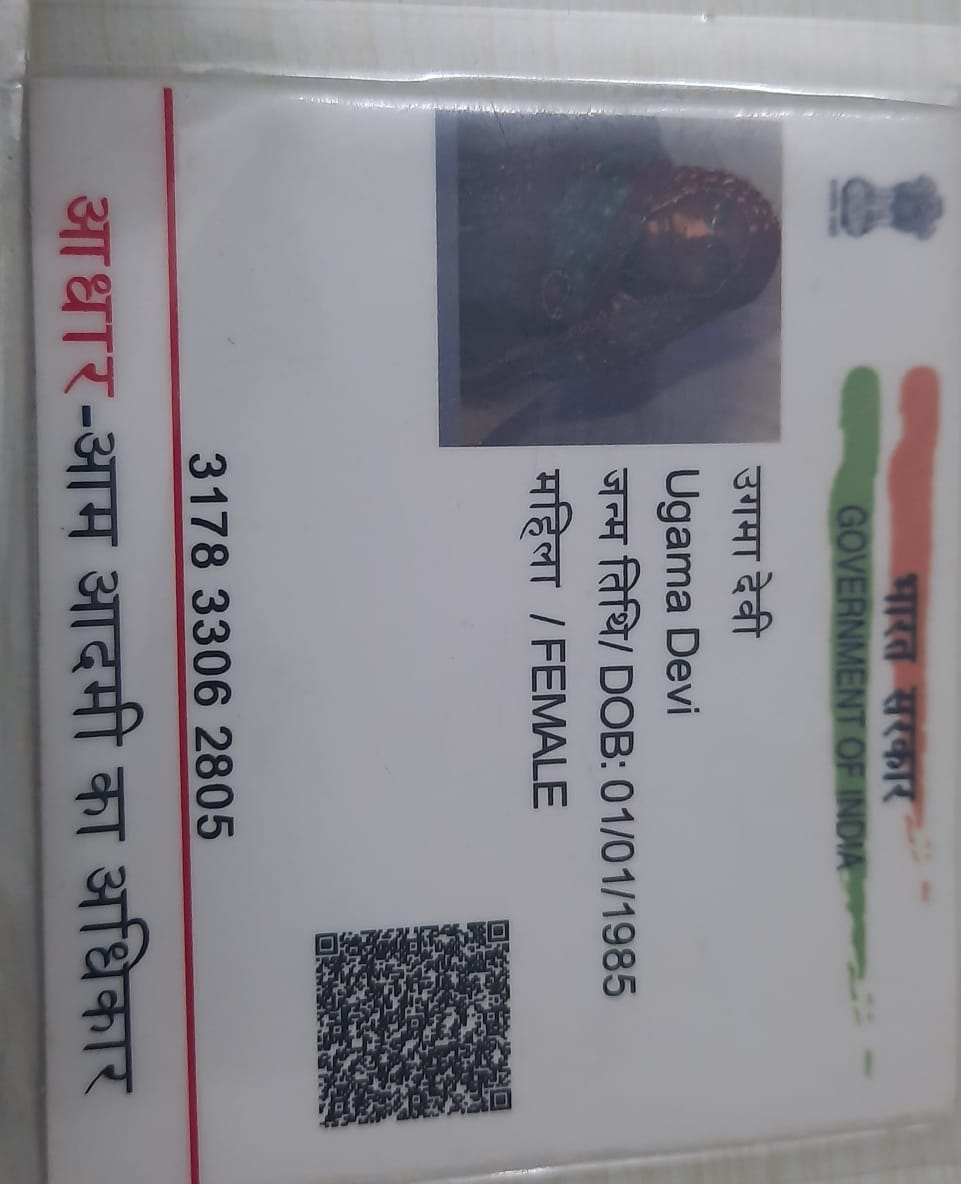 भारत सरकार
GOVERNMENT OF INDIA
उगमा देवी
Ugama Devi
जन्म तिथि/ DOB: 01/01/1985
महिला / FEMALE
3178 3306 2805
आधार-आम आदमी का अधिकार